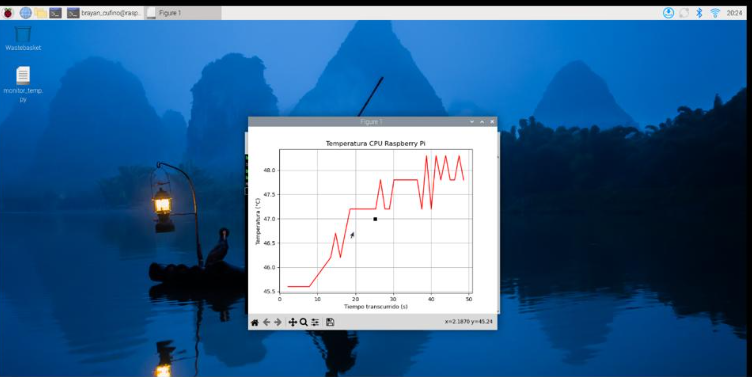 brayan_cufino@rasp...
Figure 1
20:24
Wastebasket
monitor_temp.
py
Figure 1
Temperatura CPU Raspberry Pi
Temperatura (°C)
48.0
47.5
47.0
46.5
46.0
45.5
0 10 20 30 40 50
Tiempo transcurrido (s)
x=2.1879 y=45.24